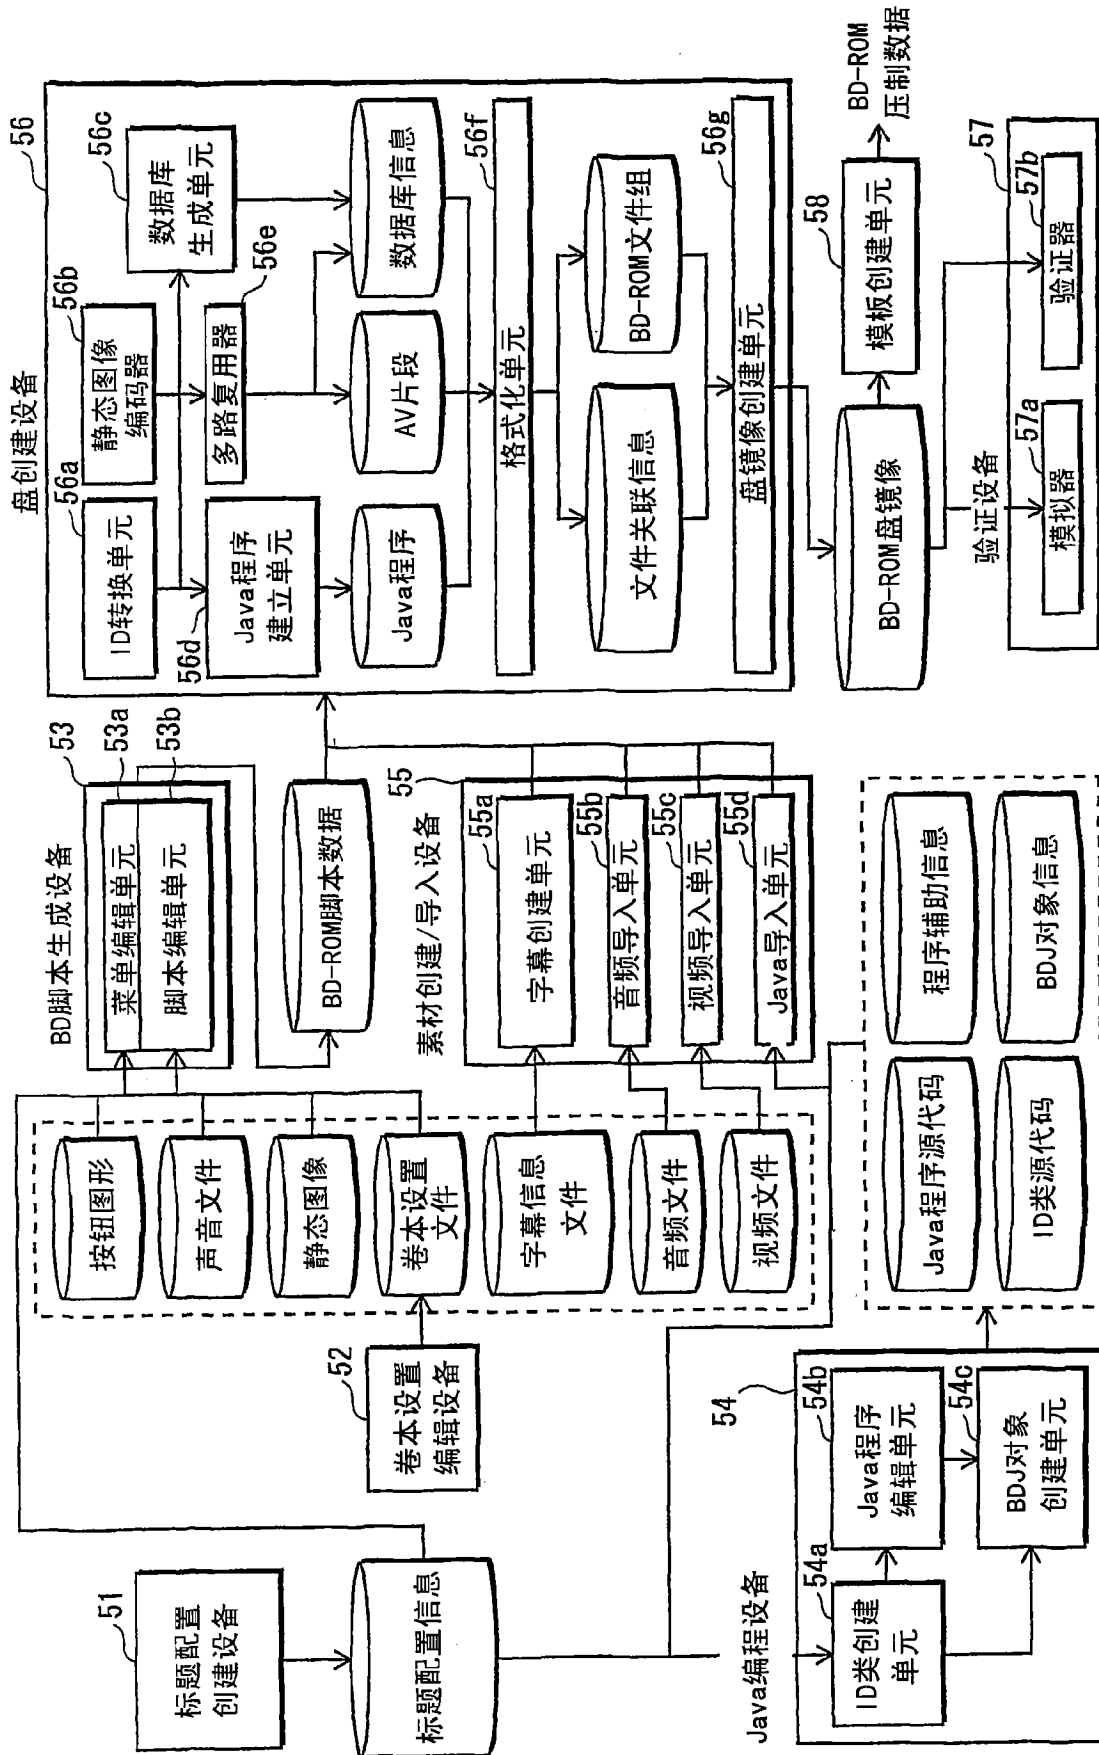 51
标题配置
创建设备
标题配置信息
52
卷本设置
编辑设备
按钮图形
声音文件
静态图像
卷本设置
文件
字幕信息
文件
音频文件
视频文件
BD脚本生成设备
53
菜单编辑单元
53a
脚本编辑单元
53b
BD-ROM脚本数据
素材创建/导入设备
55
字幕创建单元
55a
音频导入单元
55b
视频导入单元
55c
Java导入单元
55d
Java编程设备
54
ID类创建
单元
54a
Java程序
编辑单元
54b
BDJ对象
创建单元
54c
Java程序源代码
程序辅助信息
ID类源代码
BDJ对象信息
盘创建设备
56
ID转换单元
56a
静态图像
编码器
56b
数据库
生成单元
56c
Java程序
建立单元
56d
多路复用器
56e
Java程序
AV片段
数据库信息
格式化单元
56f
文件关联信息
BD-ROM文件组
盘镜像创建单元
56g
BD-ROM盘镜像
模板创建单元
58
BD-ROM
压制数据
验证设备
57
模拟器
57a
验证器
57b